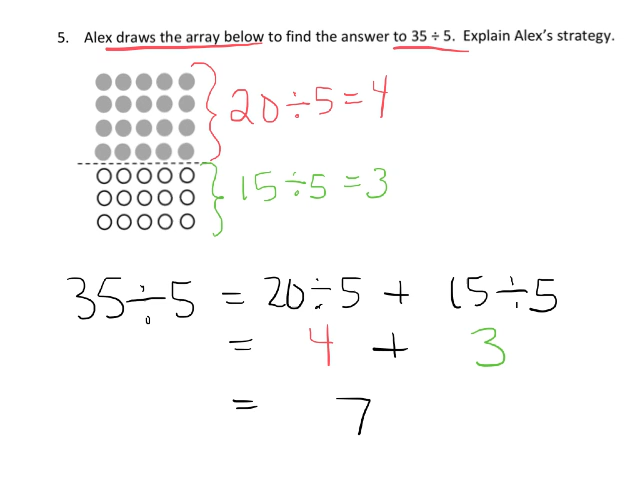 5. Alex draws the array below to find the answer to 35 ÷ 5. Explain Alex's strategy.
20÷5=4
15÷5=3
35÷5 = 20÷5 + 15÷5
= 4 + 3
= 7